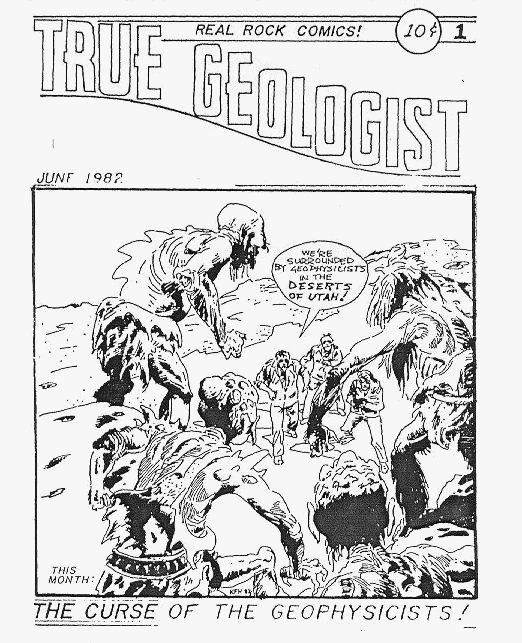 REAL ROCK COMICS!
10¢
1
TRUE
GEOLOGIST
JUNE 1982
WE'RE
SURROUNDED
BY GEOPHYSICISTS
IN THE
DESERTS
OF UTAH!
THIS
MONTH:
THE CURSE OF THE GEOPHYSICISTS!